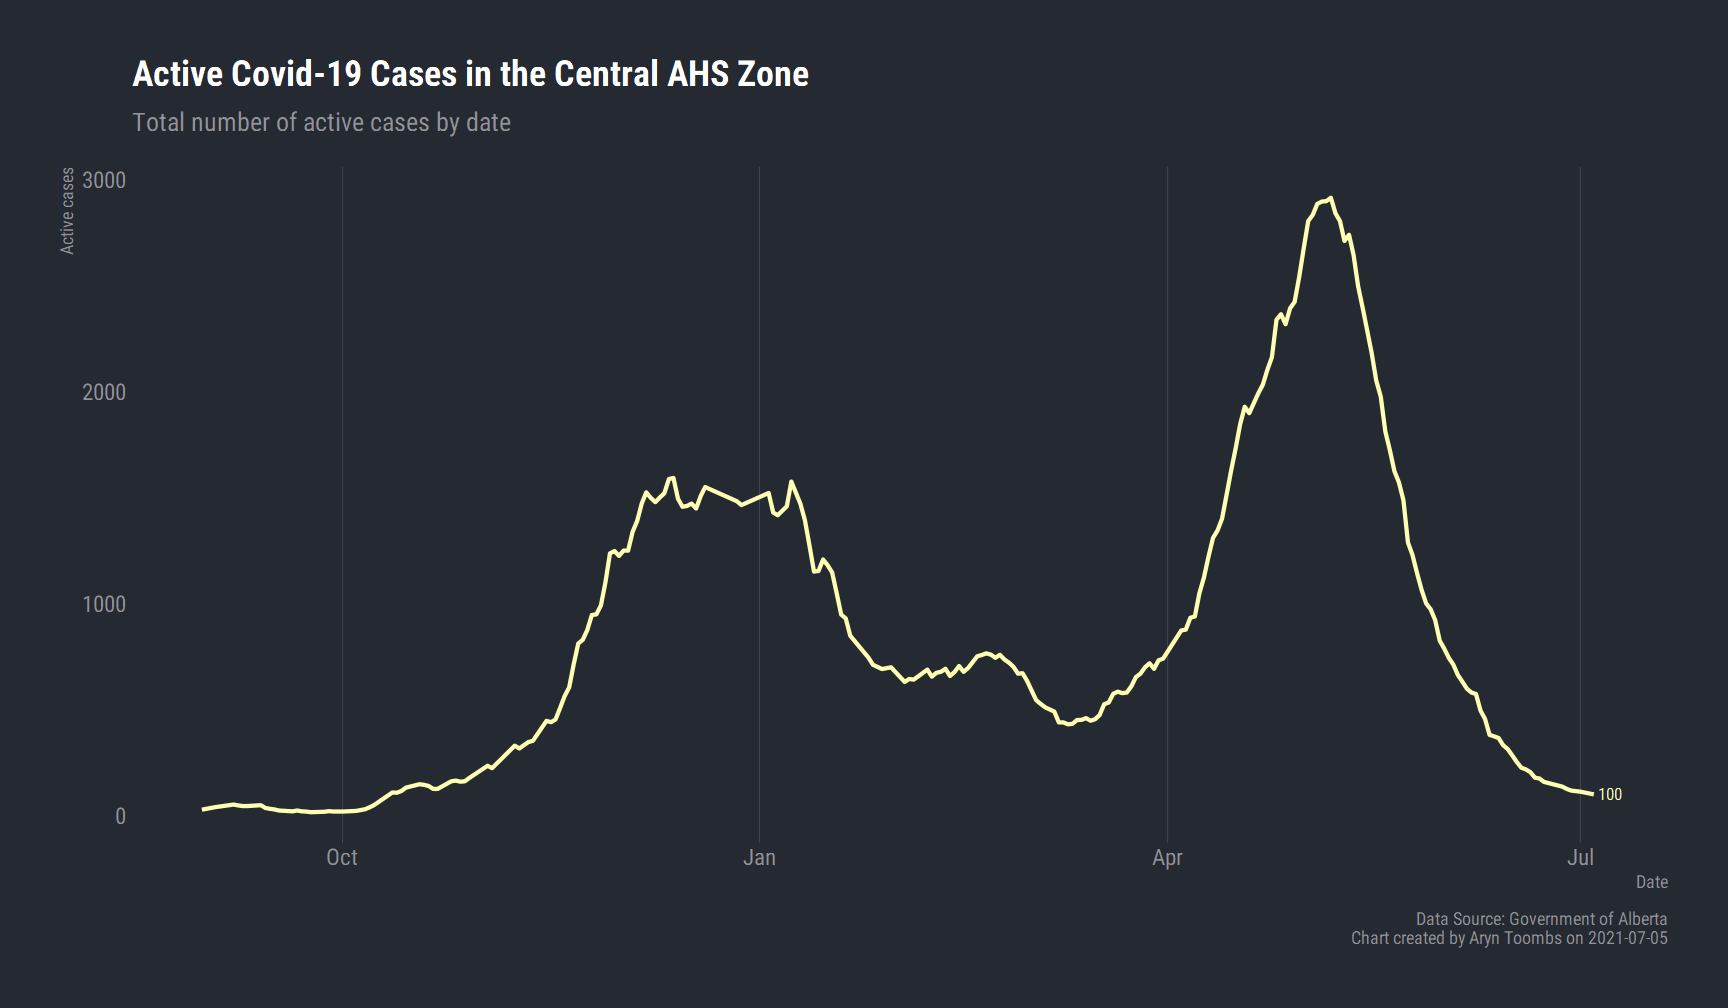 Active Covid-19 Cases in the Central AHS Zone
Total number of active cases by date
Active cases
3000
2000
1000
0
100
Oct
Jan
Apr
Jul
Date
Data Source: Government of Alberta
Chart created by Aryn Toombs on 2021-07-05